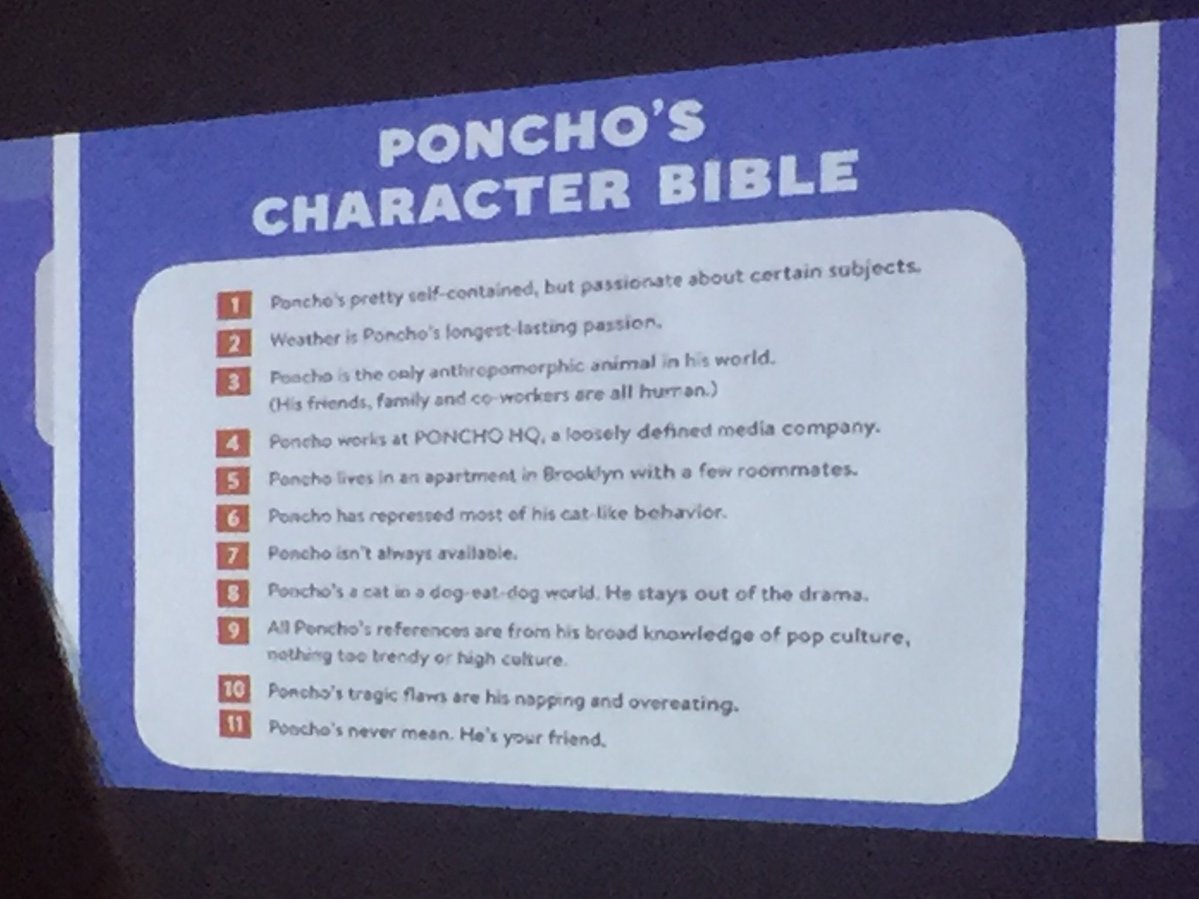 PONCHO'S
CHARACTER BIBLE
1 Poncho's pretty self-contained, but passionate about certain subjects.
2 Weather is Poncho's longest-lasting passion.
3 Poncho is the only anthropomorphic animal in his world.
(His friends, family and co-workers are all human.)
4 Poncho works at PONCHO HQ, a loosely defined media company.
5 Poncho lives in an apartment in Brooklyn with a few roommates.
6 Poncho has repressed most of his cat-like behavior.
7 Poncho isn't always available.
8 Poncho's a cat in a dog-eat-dog world. He stays out of the drama.
9 All Poncho's references are from his broad knowledge of pop culture,
nothing too trendy or high culture.
10 Poncho's tragic flaws are his napping and overeating.
11 Poncho's never mean. He's your friend.